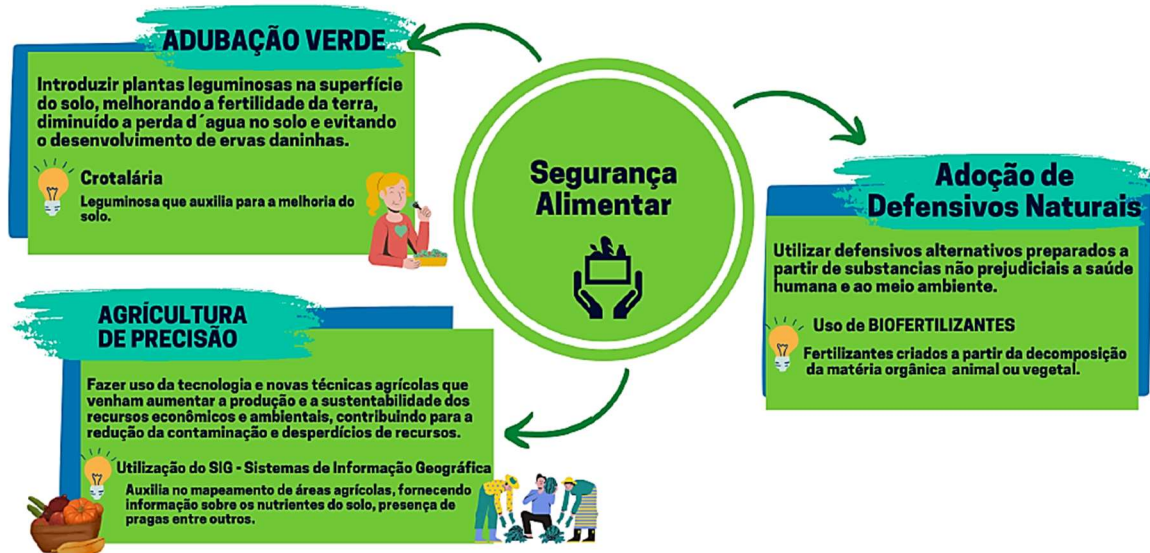 ADUBAÇÃO VERDE
Introduzir plantas leguminosas na superfície
do solo, melhorando a fertilidade da terra,
diminuído a perda d´agua no solo e evitando
o desenvolvimento de ervas daninhas.
Crotalária
Leguminosa que auxilia para a melhoria do
solo.
Segurança
Alimentar
Adoção de
Defensivos Naturais
Utilizar defensivos alternativos preparados a
partir de substancias não prejudiciais a saúde
humana e ao meio ambiente.
Uso de BIOFERTILIZANTES
Fertilizantes criados a partir da decomposição
da matéria orgânica animal ou vegetal.
AGRÍCULTURA
DE PRECISÃO
Fazer uso da tecnologia e novas técnicas agrícolas que
venham aumentar a produção e a sustentabilidade dos
recursos econômicos e ambientais, contribuindo para a
redução da contaminação e desperdícios de recursos.
Utilização do SIG - Sistemas de Informação Geográfica
Auxilia no mapeamento de áreas agrícolas, fornecendo
informação sobre os nutrientes do solo, presença de
pragas entre outros.